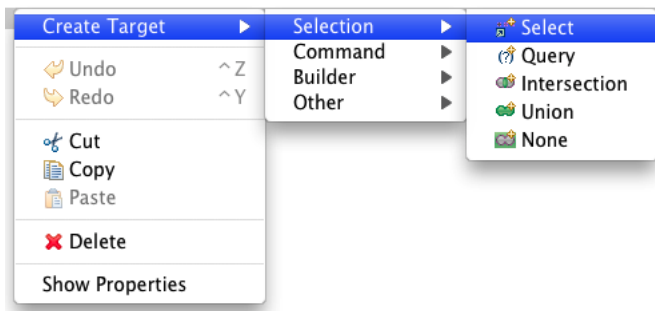 Create Target
Undo ^Z
Redo ^Y
Cut
Copy
Paste
Delete
Show Properties
Selection
Command
Builder
Other
Select
Query
Intersection
Union
None